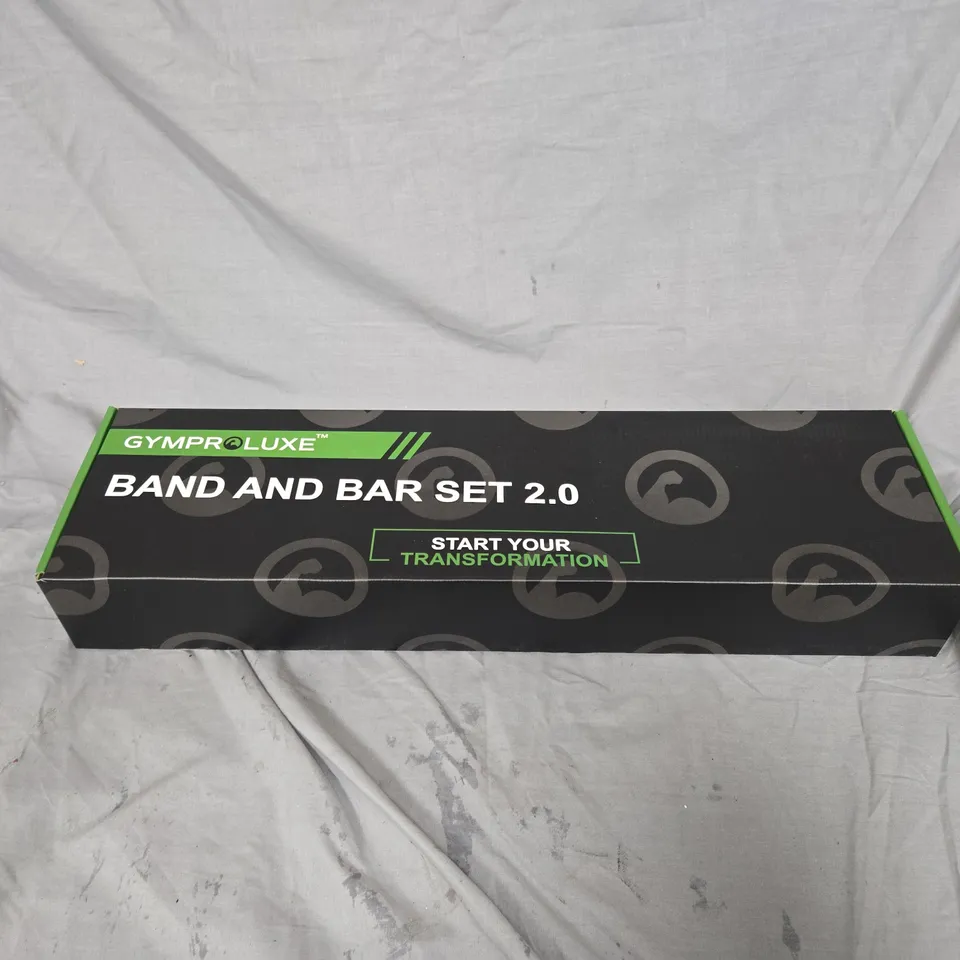 GYMPROLUXE™
BAND AND BAR SET 2.0
START YOUR
TRANSFORMATION